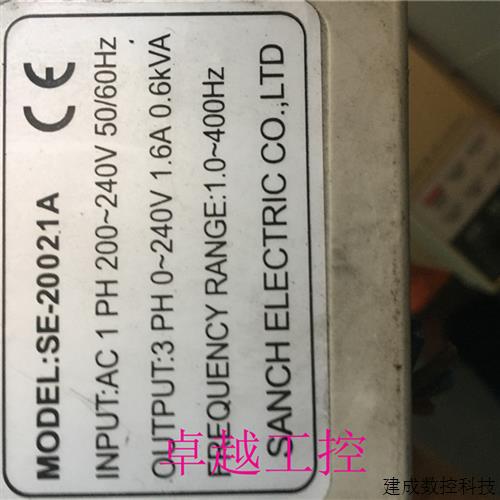 MODEL:SE-20021A
INPUT:AC 1 PH 200~240V 50/60Hz
OUTPUT:3 PH 0~240V 1.6A 0.6kVA
FREQUENCY RANGE:1.0~400Hz
SANCH ELECTRIC CO.,LTD
CE
卓越工控
建成数控科技